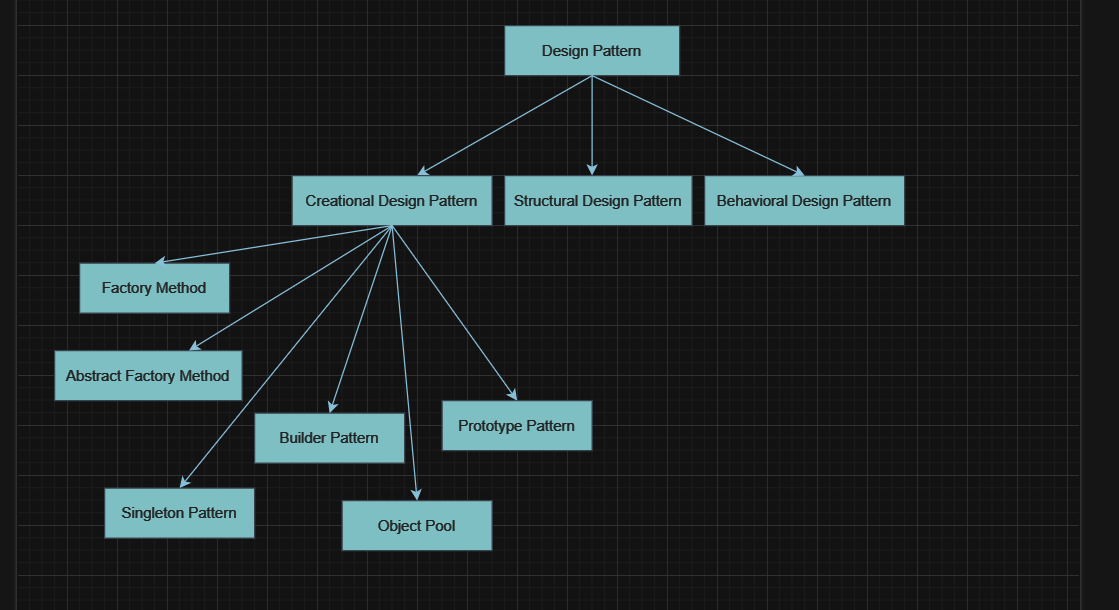 Design Pattern
Creational Design Pattern
Structural Design Pattern
Behavioral Design Pattern
Factory Method
Abstract Factory Method
Builder Pattern
Prototype Pattern
Singleton Pattern
Object Pool